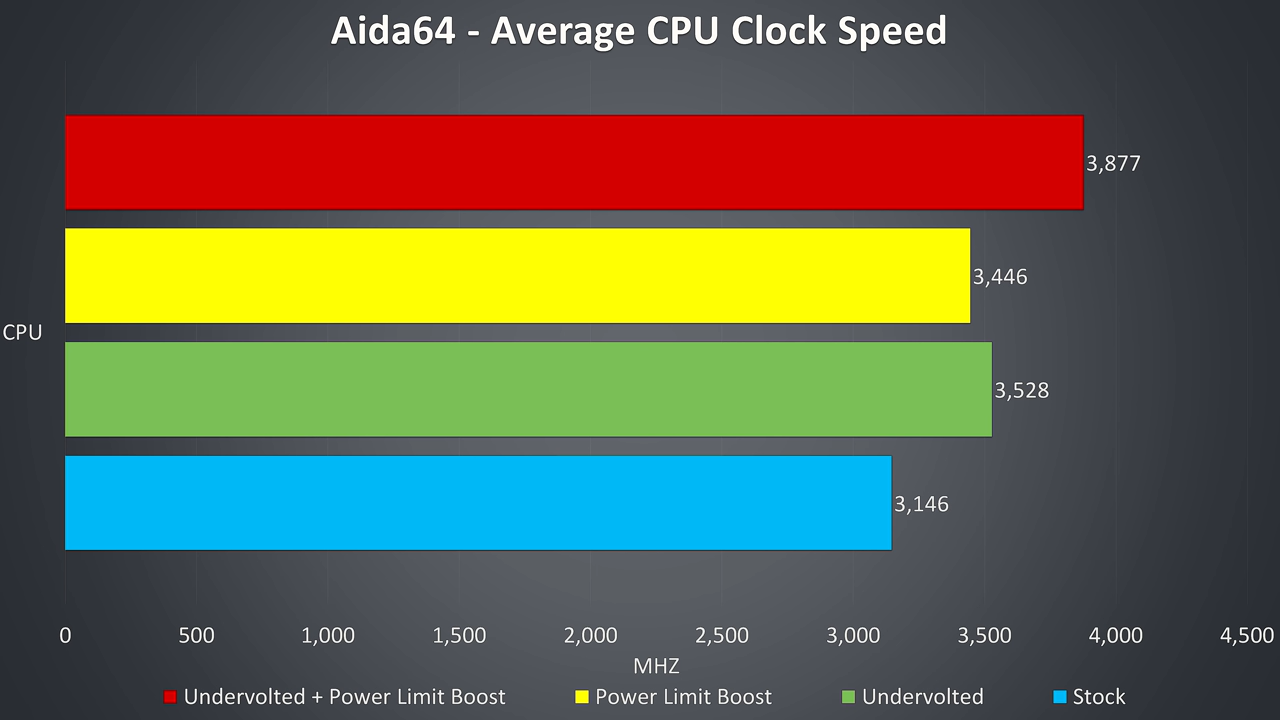 Aida64 - Average CPU Clock Speed
3,877
3,446
CPU
3,528
3,146
0 500 1,000 1,500 2,000 2,500 3,000 3,500 4,000 4,500
MHZ
Undervolted + Power Limit Boost Power Limit Boost Undervolted Stock